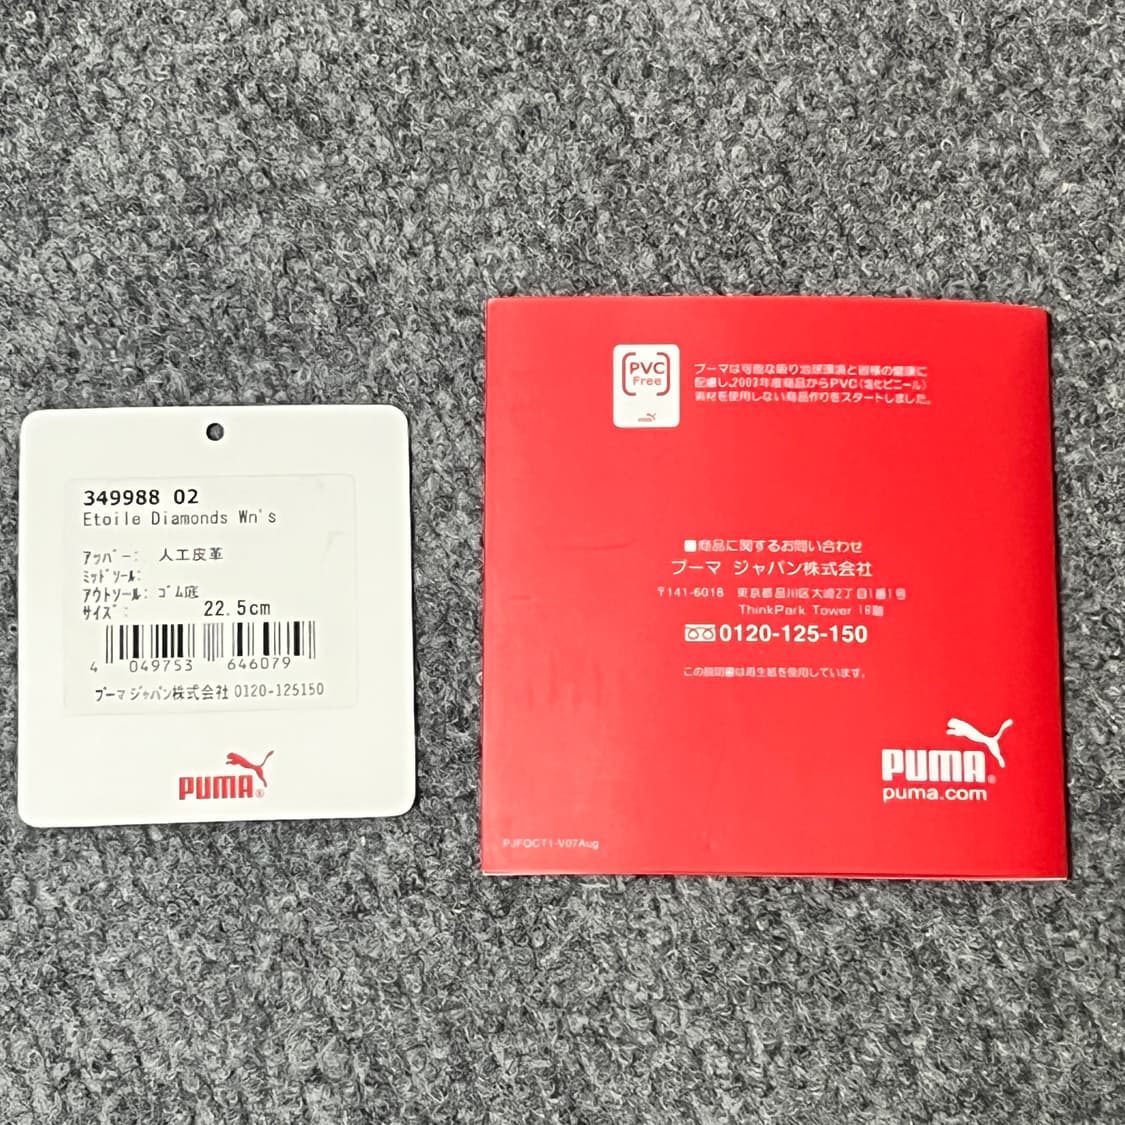 349988 02
Etoile Diamonds Wn's
アッパー: 人工皮革
ミッドソール:
アウトソール: ゴム底
サイズ: 22.5cm
4 049753 646079
プーマ ジャパン株式会社 0120-125150
PUMA®
PVC
Free
プーマは可能な限り地球環境と皆様の健康に
配慮し、2003年度商品からPVC(塩化ビニール)
素材を使用しない商品作りをスタートしました。
■商品に関するお問い合わせ
プーマ ジャパン株式会社
〒141-6018 東京都品川区大崎2丁目1番1号
ThinkPark Tower 18階
0120-125-150
この説明書は再生紙を使用しています。
PUMA®
puma.com
PJFQCT1-V07Aug